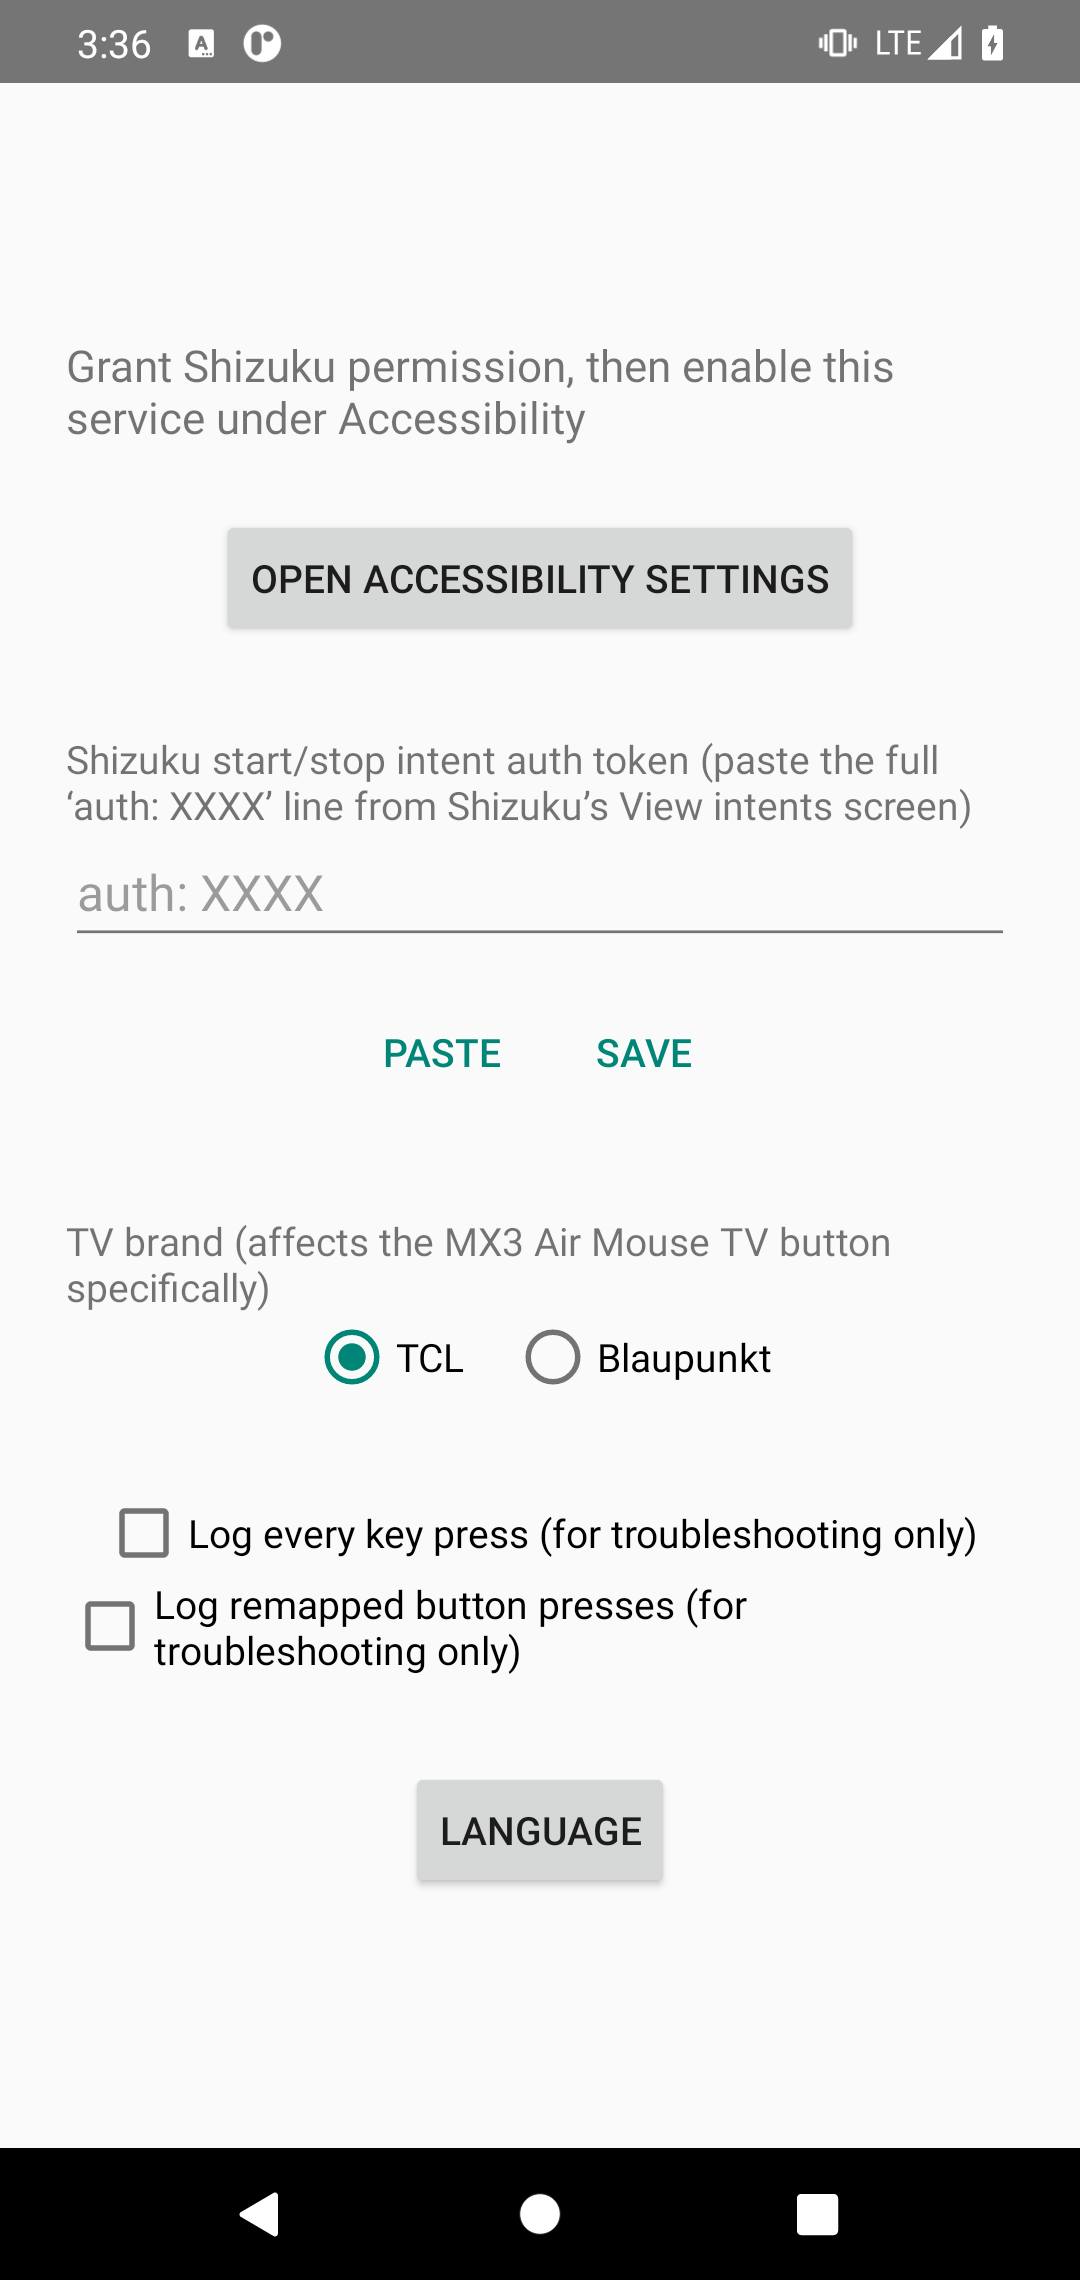 3:36
LTE
Grant Shizuku permission, then enable this
service under Accessibility
OPEN ACCESSIBILITY SETTINGS
Shizuku start/stop intent auth token (paste the full
‘auth: XXXX’ line from Shizuku’s View intents screen)
auth: XXXX
PASTE SAVE
TV brand (affects the MX3 Air Mouse TV button
specifically)
TCL Blaupunkt
Log every key press (for troubleshooting only)
Log remapped button presses (for
troubleshooting only)
LANGUAGE